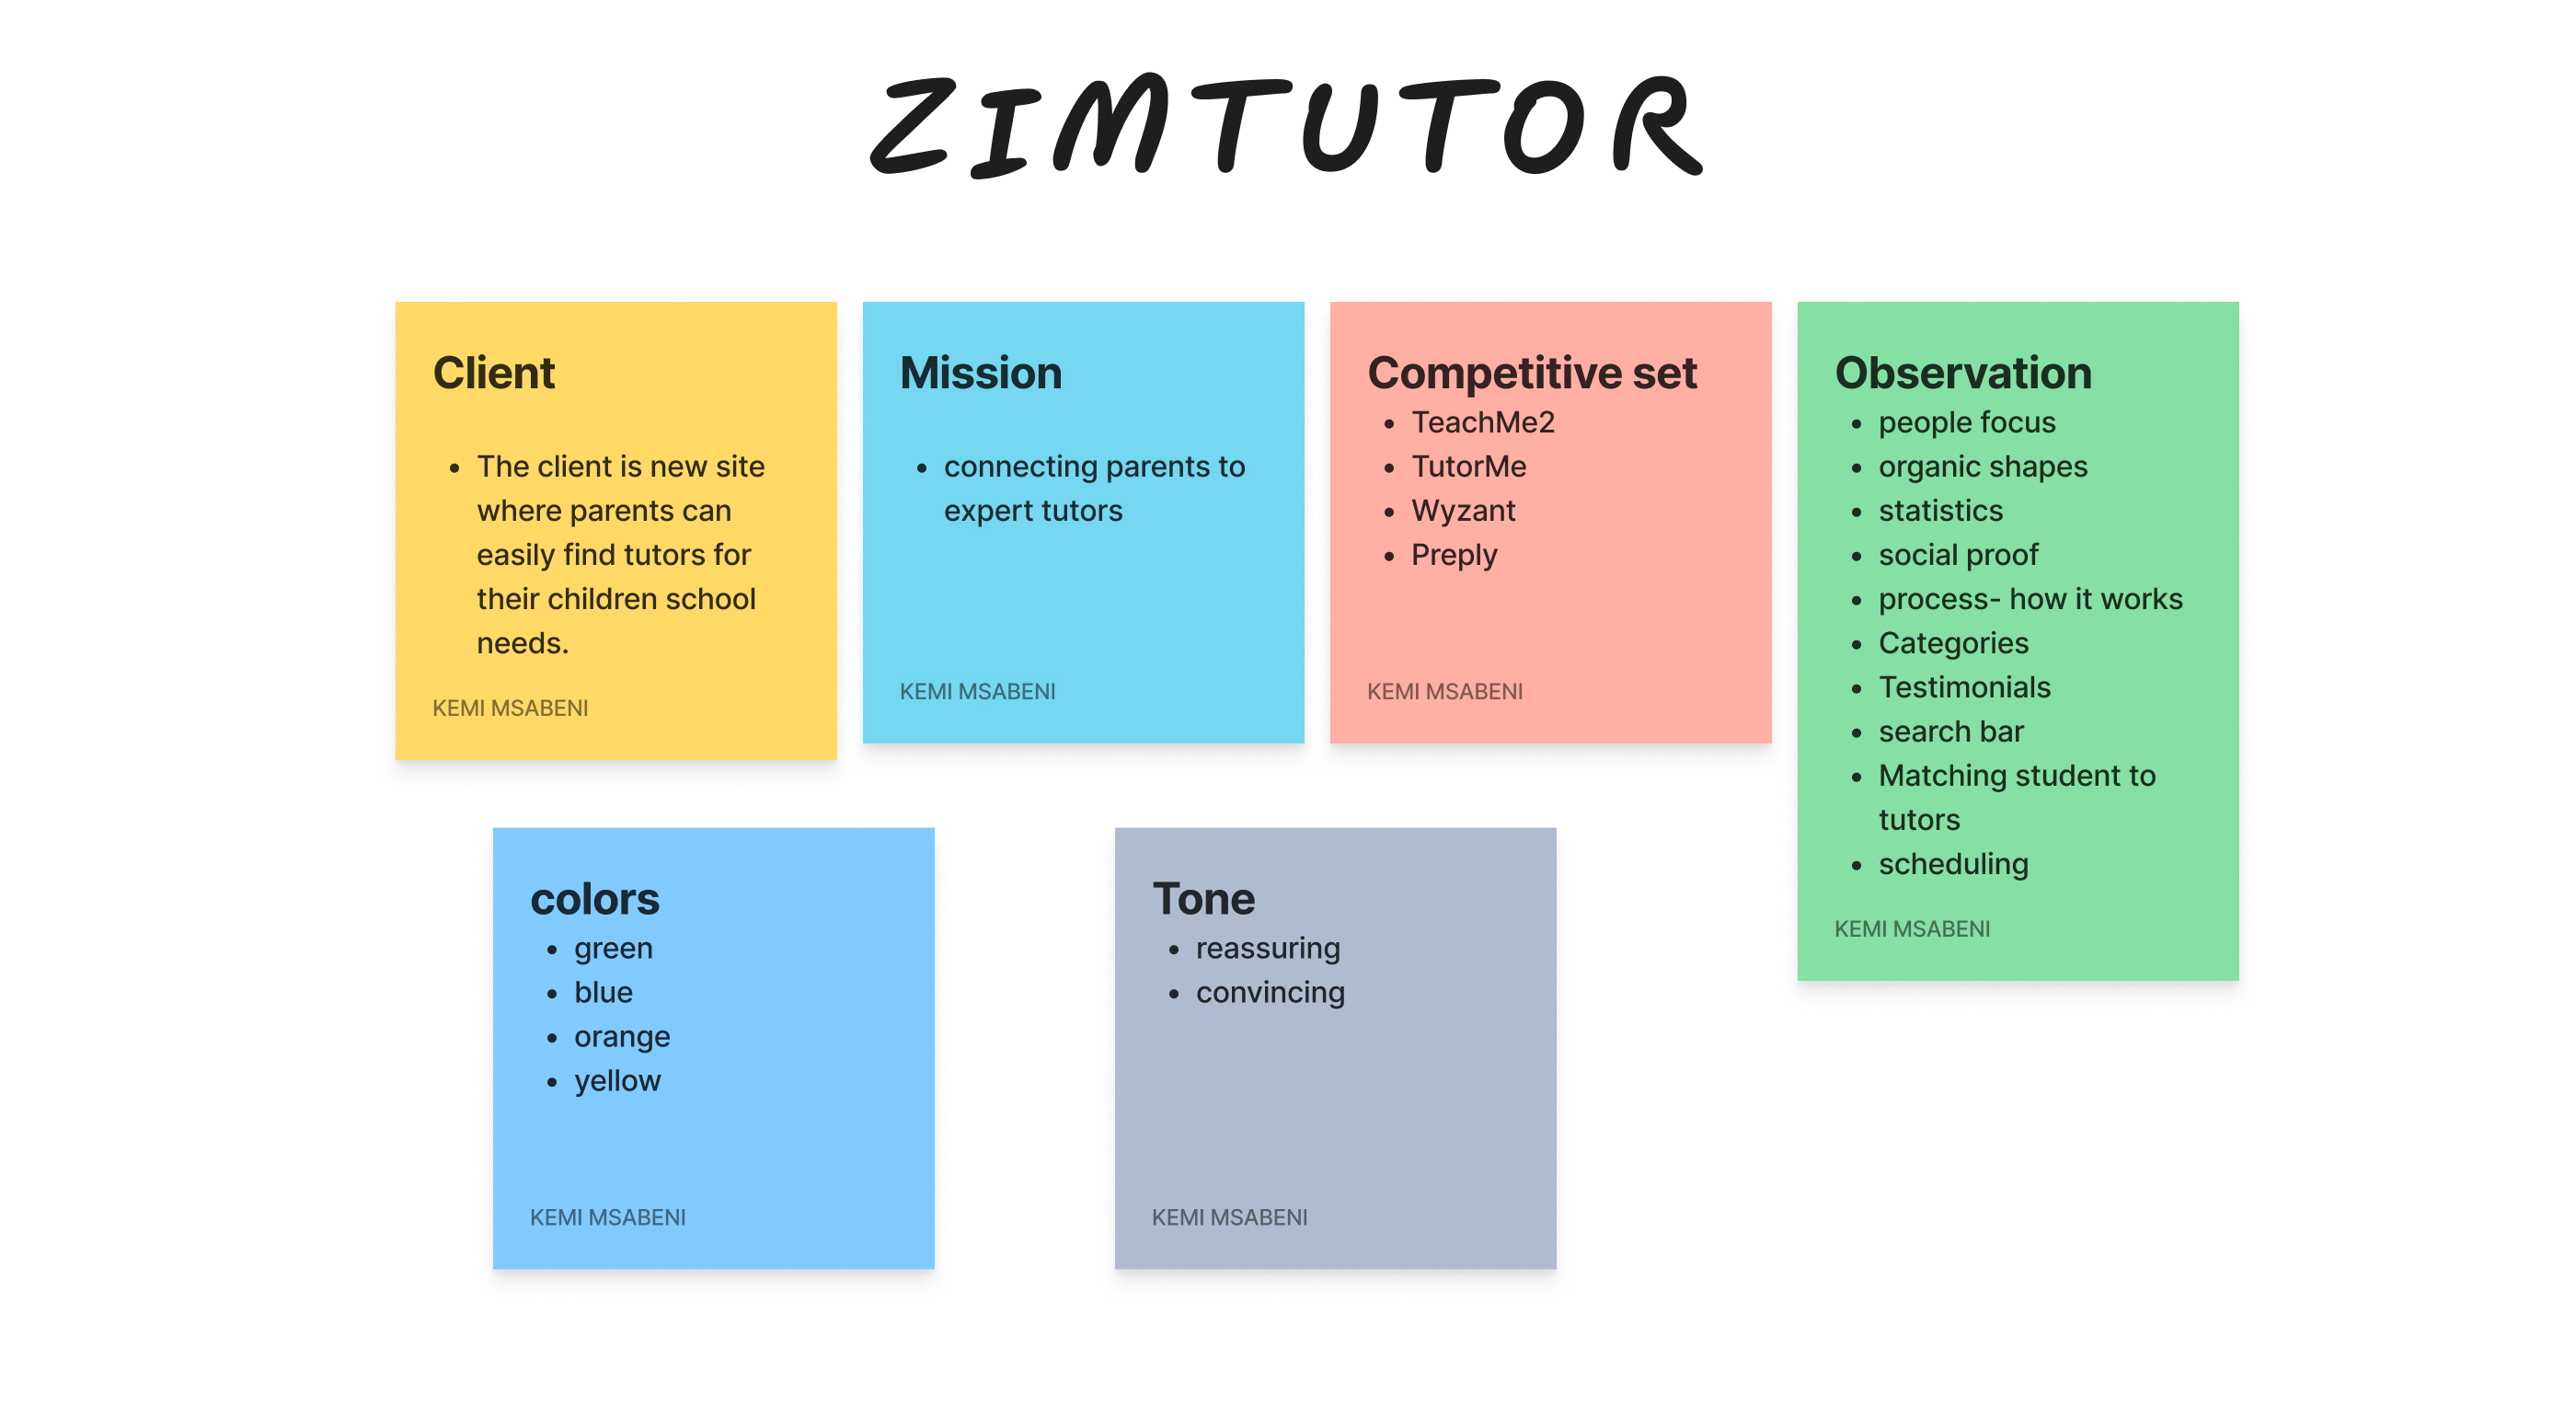 ZIMTUTOR
Client
• The client is new site
where parents can
easily find tutors for
their children school
needs.
KEMI MSABENI
Mission
• connecting parents to
expert tutors
KEMI MSABENI
Competitive set
• TeachMe2
• TutorMe
• Wyzant
• Preply
KEMI MSABENI
Observation
• people focus
• organic shapes
• statistics
• social proof
• process- how it works
• Categories
• Testimonials
• search bar
• Matching student to
tutors
• scheduling
KEMI MSABENI
colors
• green
• blue
• orange
• yellow
KEMI MSABENI
Tone
• reassuring
• convincing
KEMI MSABENI